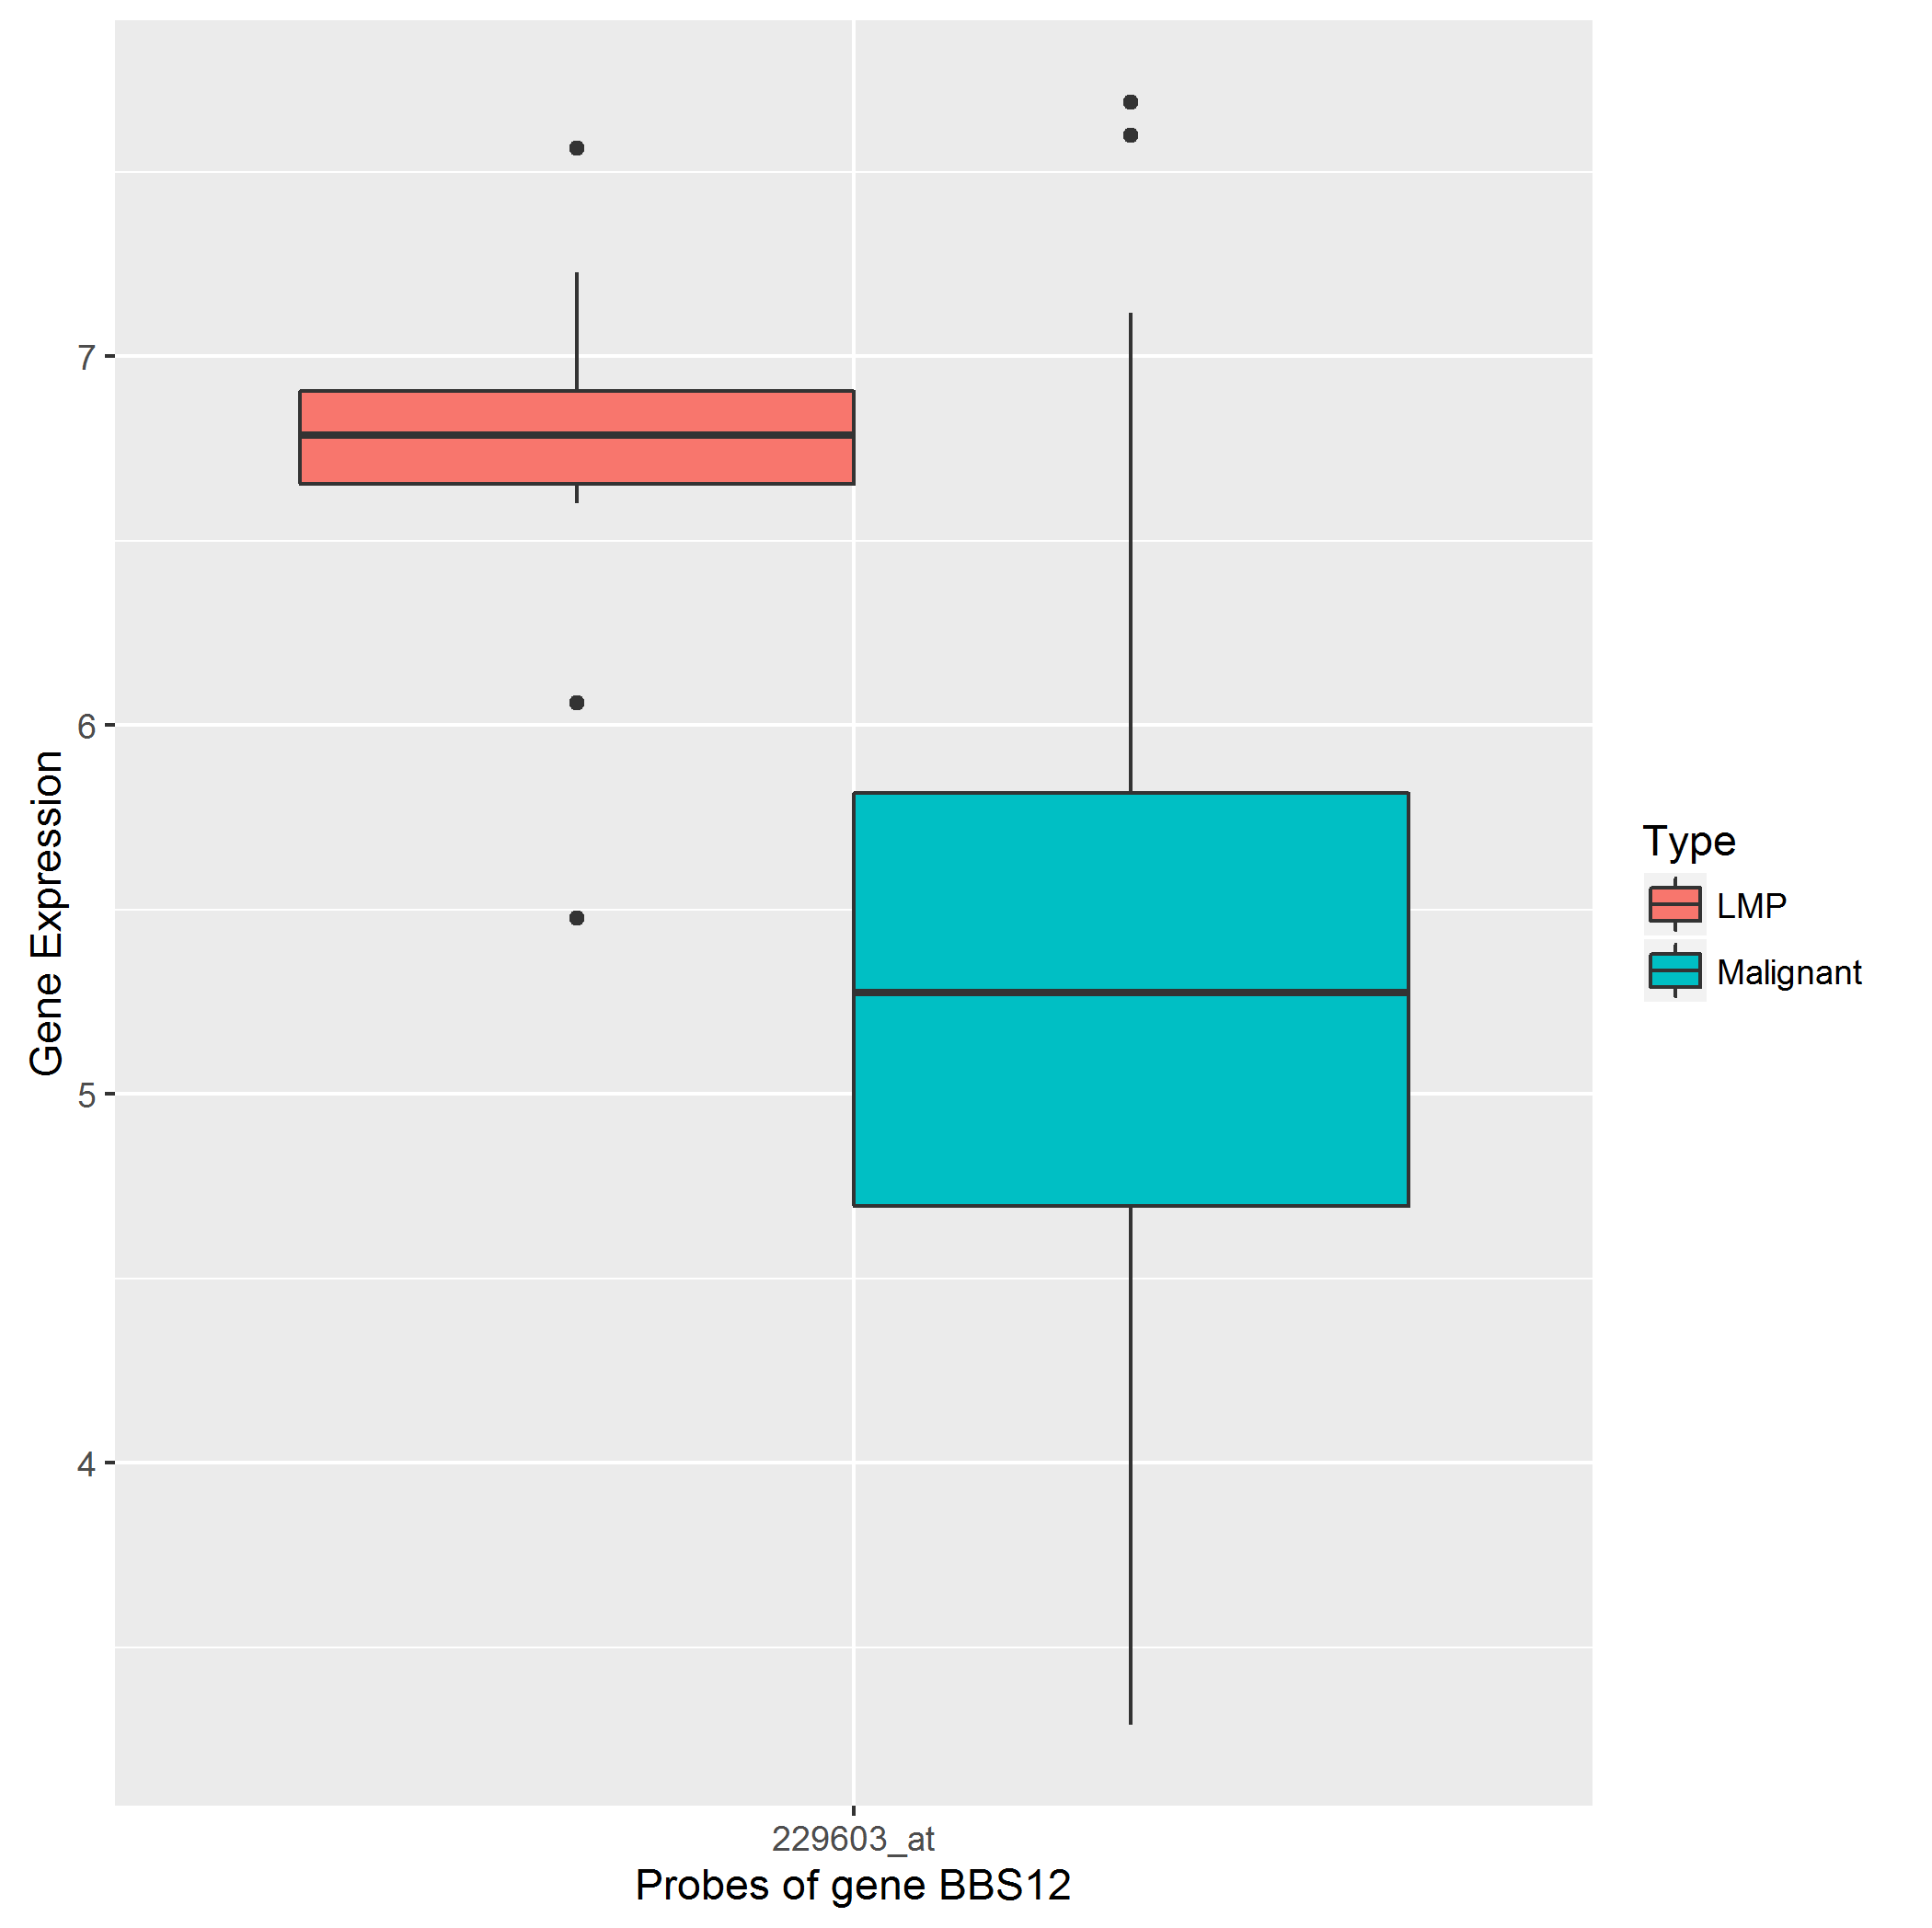 Gene Expression
7
6
5
4
229603_at
Probes of gene BBS12
Type
LMP
Malignant